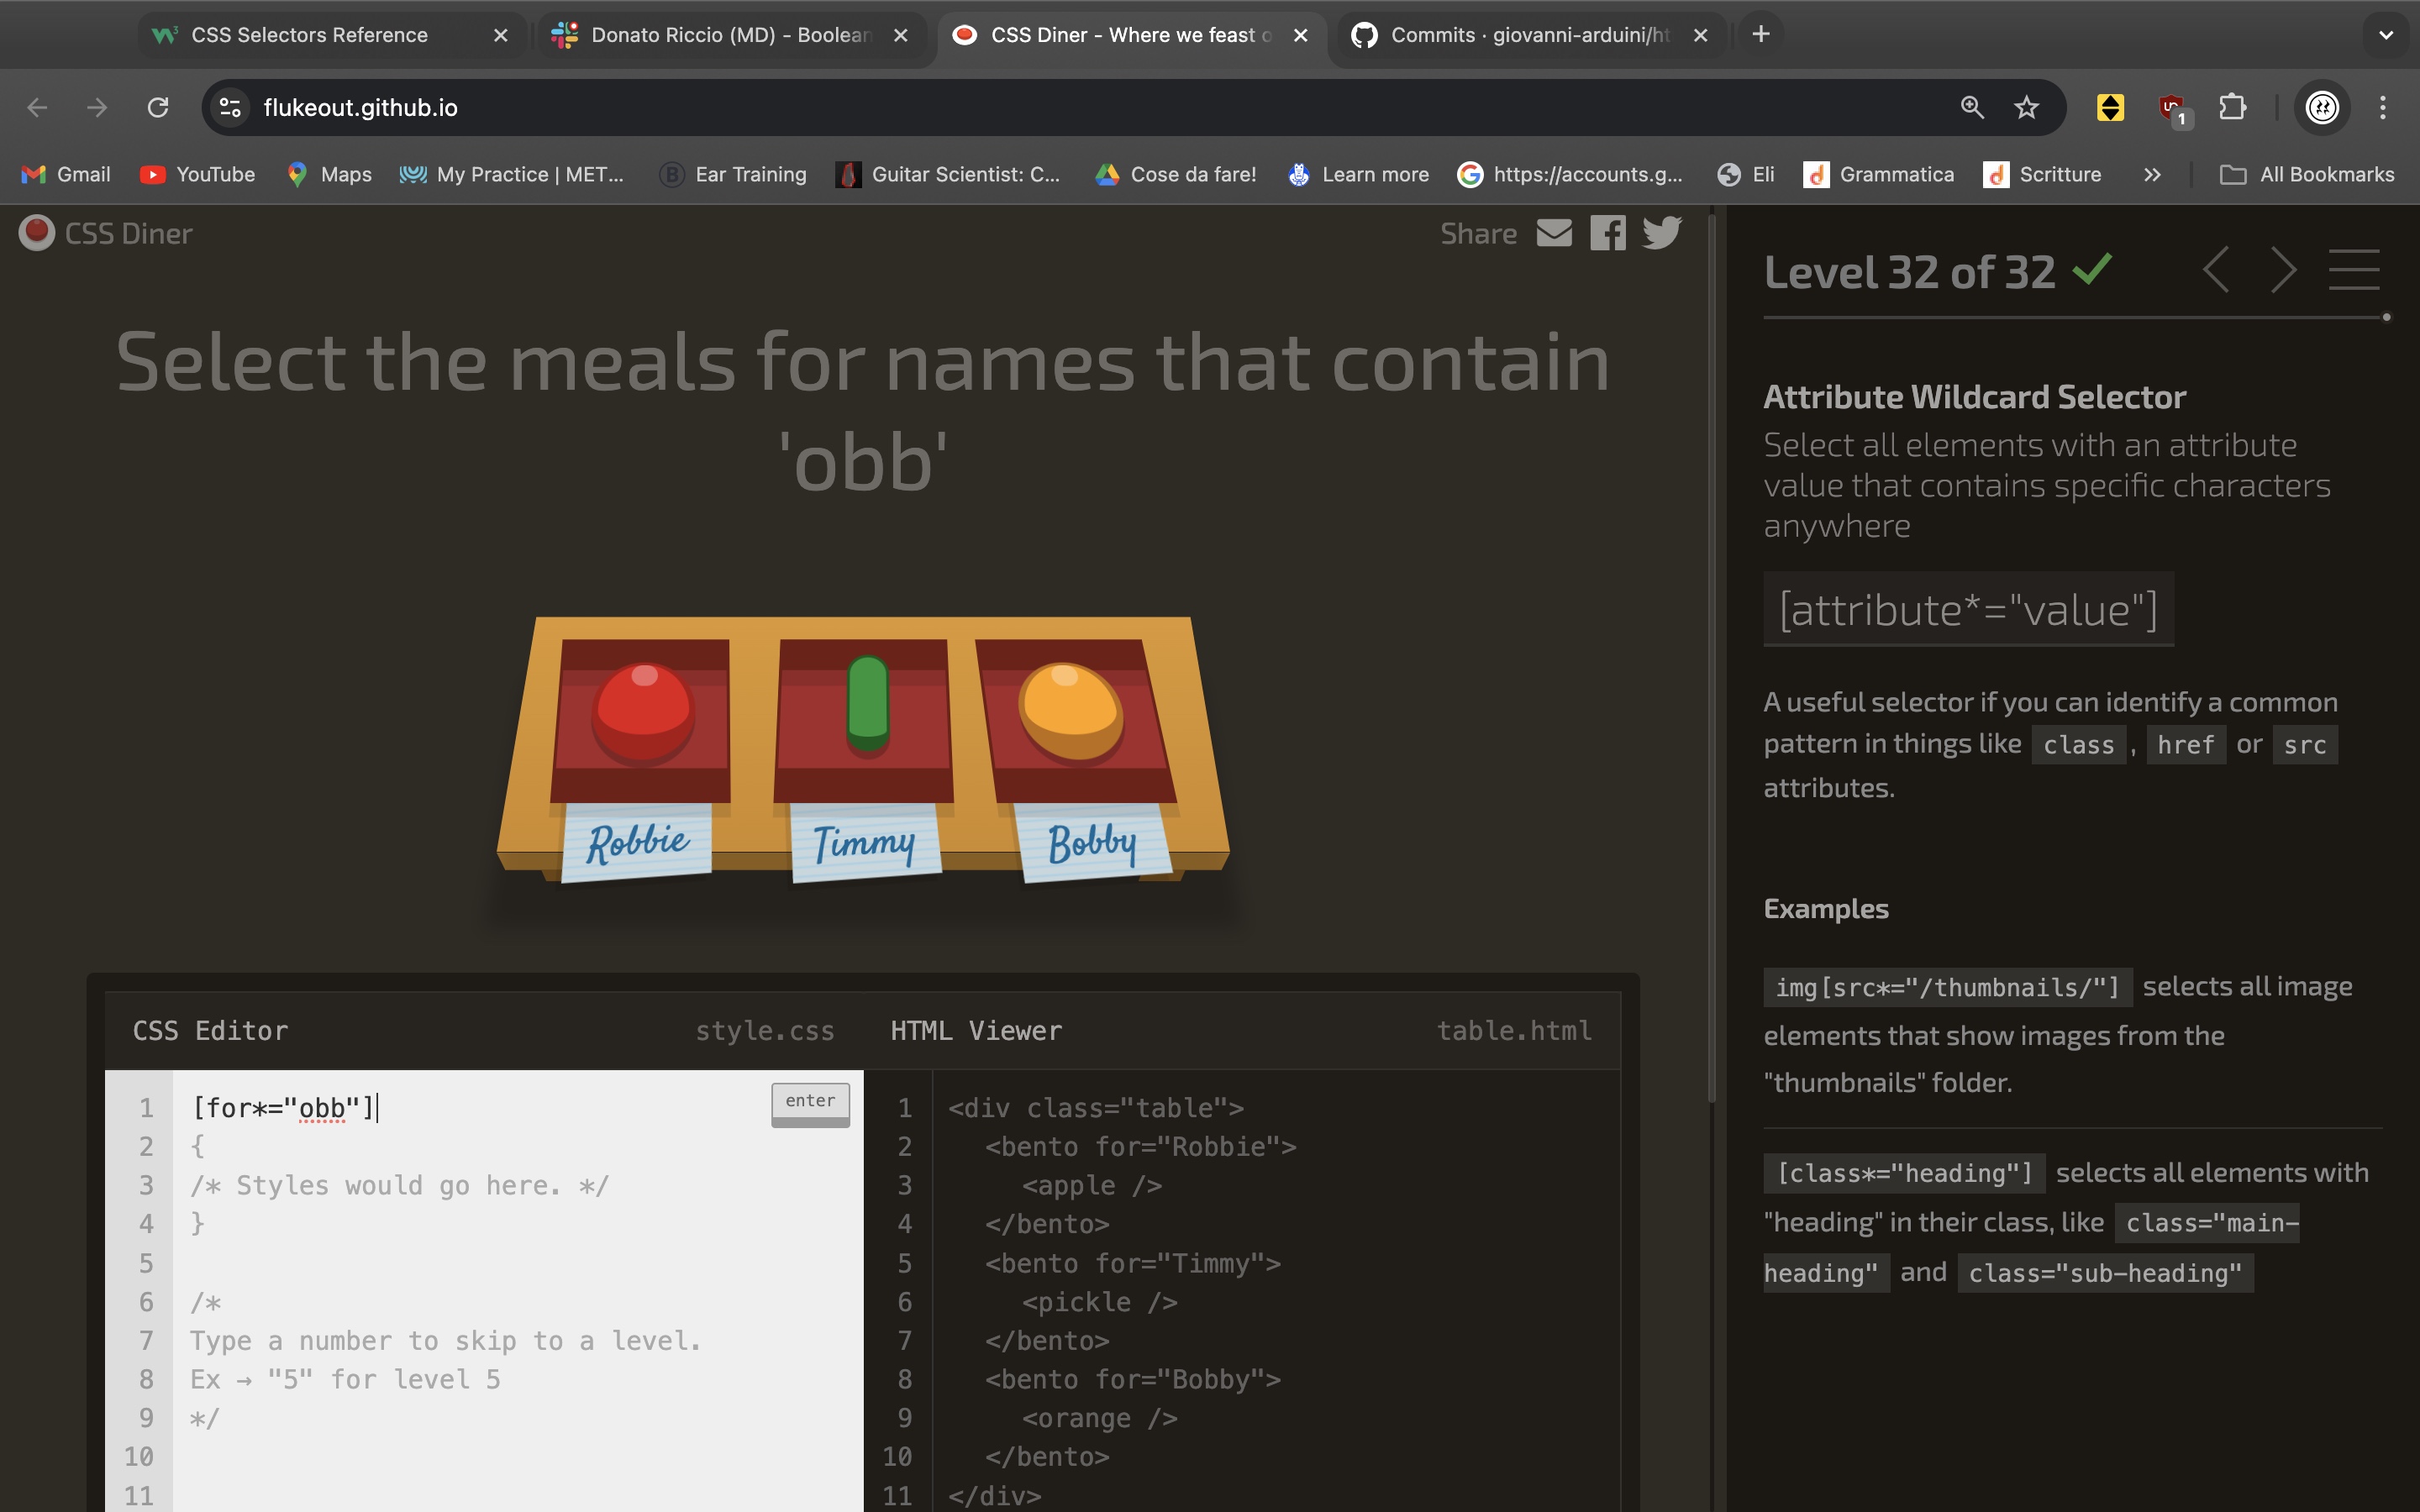 CSS Selectors Reference
Donato Riccio (MD) - Boolean
CSS Diner - Where we feast o
Commits · giovanni-arduini/ht
flukeout.github.io
1
Gmail
YouTube
Maps
My Practice | MET...
Ear Training
Guitar Scientist: C...
Cose da fare!
Learn more
https://accounts.g...
Eli
Grammatica
Scritture
All Bookmarks
CSS Diner
Share
Select the meals for names that contain
'obb'
Robbie
Timmy
Bobby
CSS Editor
style.css
1 [for*="obb"]
enter
2 {
3 /* Styles would go here. */
4 }
5
6 /*
7 Type a number to skip to a level.
8 Ex → "5" for level 5
9 */
10
11
HTML Viewer
table.html
1 <div class="table">
2 <bento for="Robbie">
3 <apple />
4 </bento>
5 <bento for="Timmy">
6 <pickle />
7 </bento>
8 <bento for="Bobby">
9 <orange />
10 </bento>
11 </div>
Level 32 of 32
Attribute Wildcard Selector
Select all elements with an attribute
value that contains specific characters
anywhere
[attribute*="value"]
A useful selector if you can identify a common
pattern in things like class , href or src
attributes.
Examples
img[src*="/thumbnails/"] selects all image
elements that show images from the
"thumbnails" folder.
[class*="heading"] selects all elements with
"heading" in their class, like class="main-
heading" and class="sub-heading"